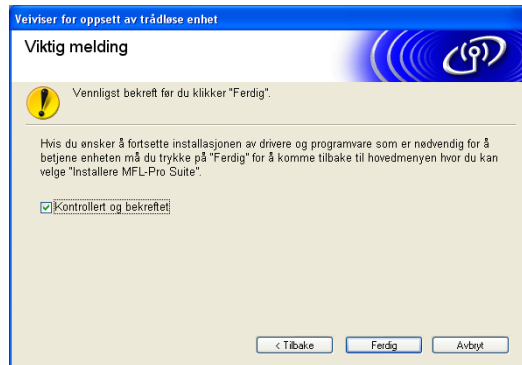 Veiviser for oppsett av trådløse enhet
Viktig melding
Vennligst bekreft før du klikker "Ferdig".
Hvis du ønsker å fortsette installasjonen av drivere og programvare som er nødvendig for å
betjene enheten må du trykke på "Ferdig" for å komme tilbake til hovedmenyen hvor du kan
velge "Installere MFL-Pro Suite".
Kontrollert og bekreftet
< Tilbake
Ferdig
Avbryt